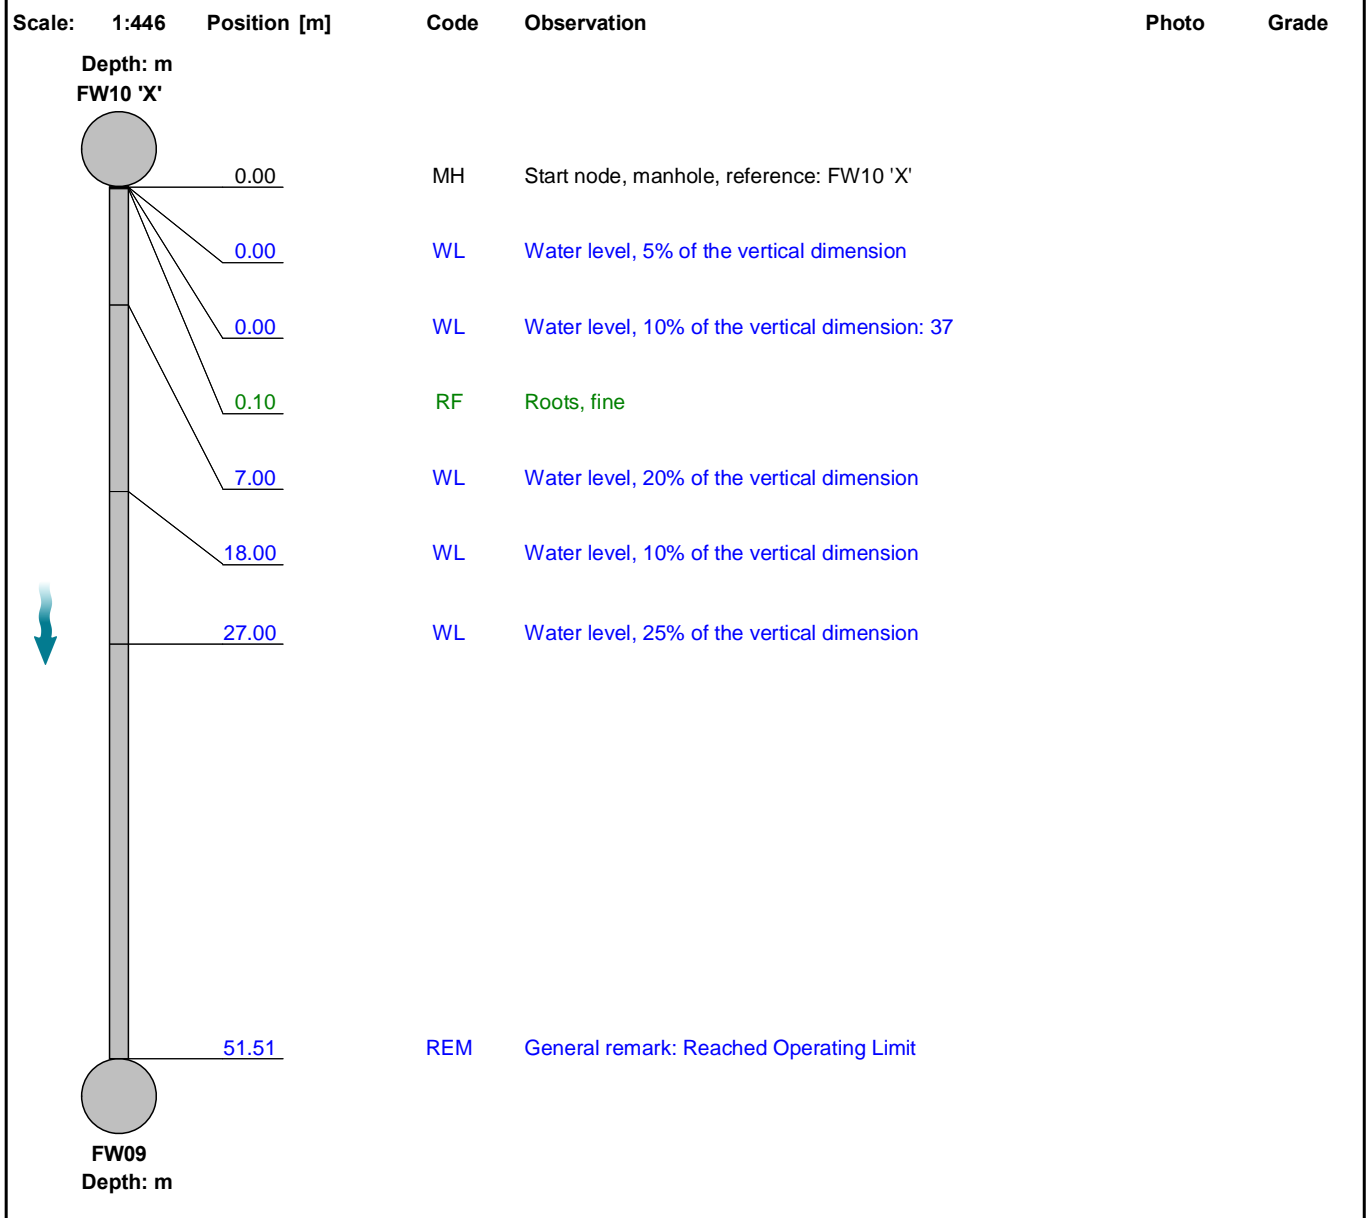 Scale: 1:446 Position [m] Code Observation Photo Grade
Depth: m
FW10 'X'
0.00 MH Start node, manhole, reference: FW10 'X'
0.00 WL Water level, 5% of the vertical dimension
0.00 WL Water level, 10% of the vertical dimension: 37
0.10 RF Roots, fine
7.00 WL Water level, 20% of the vertical dimension
18.00 WL Water level, 10% of the vertical dimension
27.00 WL Water level, 25% of the vertical dimension
51.51 REM General remark: Reached Operating Limit
FW09
Depth: m